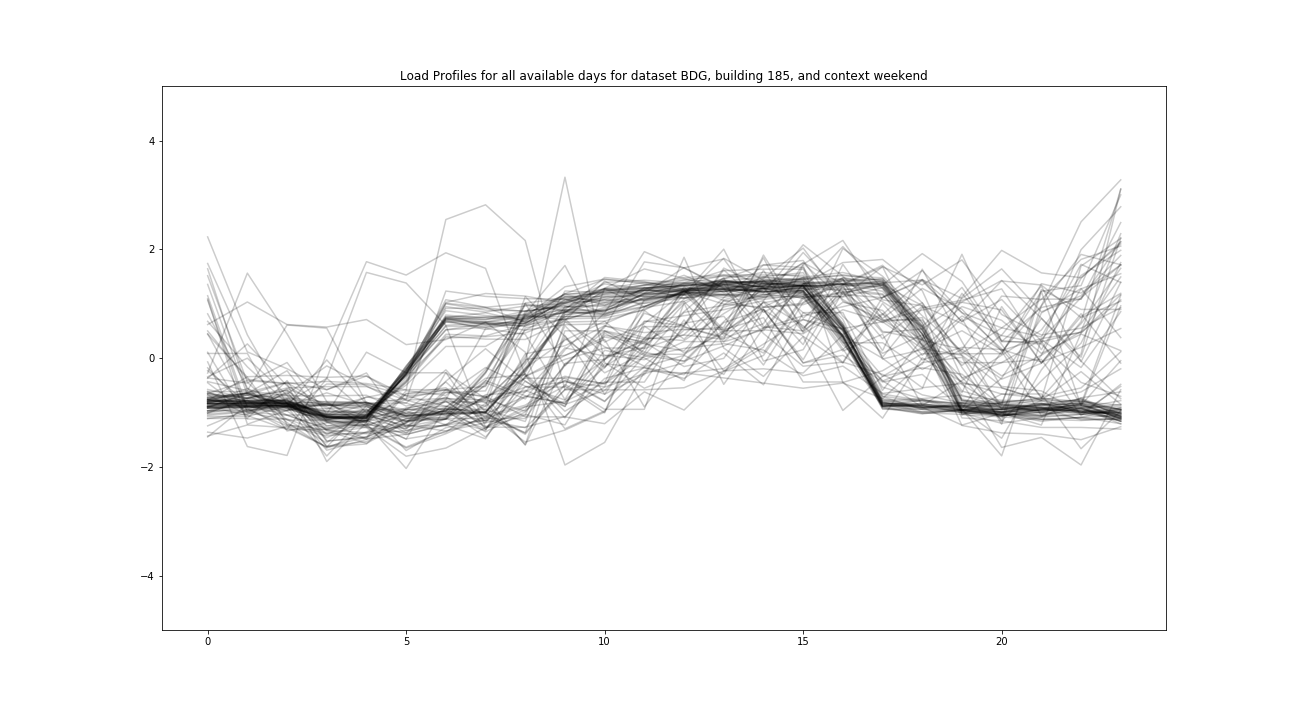 Load Profiles for all available days for dataset BDG, building 185, and context weekend
4
2
0
−2
−4
0 5 10 15 20